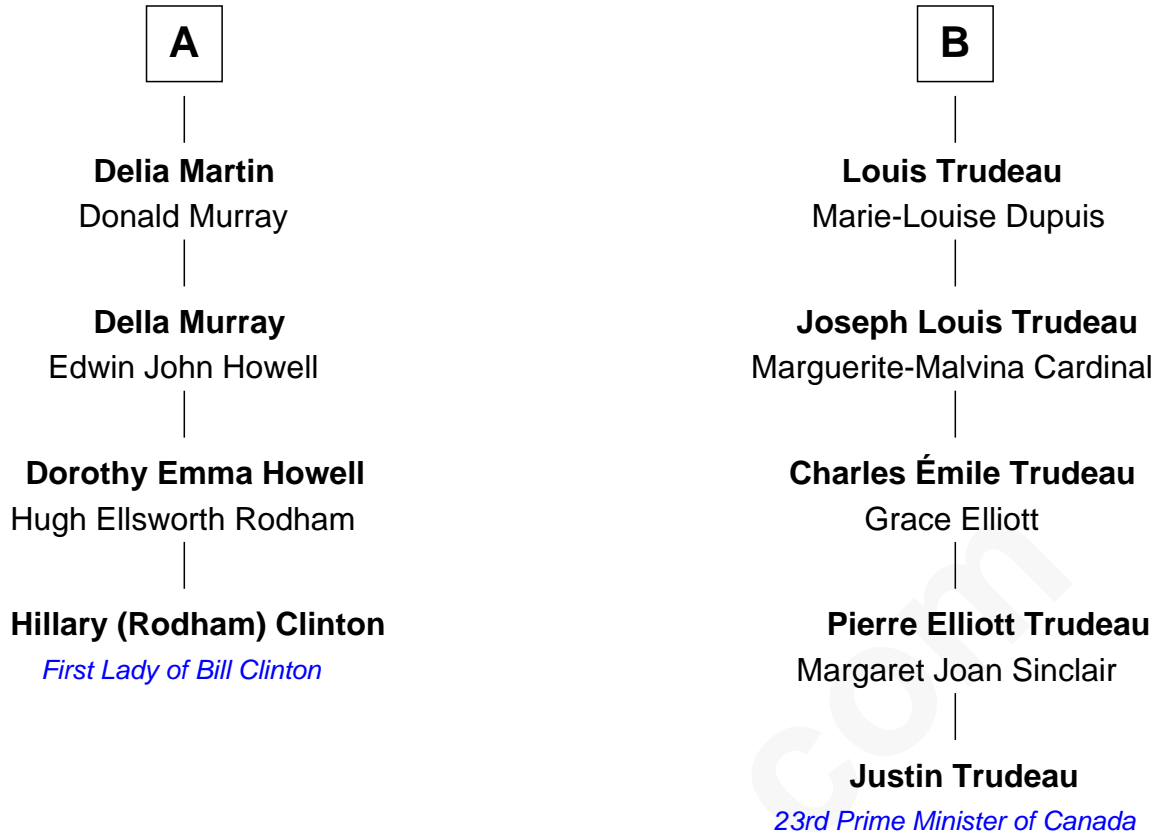 A
Delia Martin
Donald Murray
Della Murray
Edwin John Howell
Dorothy Emma Howell
Hugh Ellsworth Rodham
Hillary (Rodham) Clinton
First Lady of Bill Clinton
B
Louis Trudeau
Marie-Louise Dupuis
Joseph Louis Trudeau
Marguerite-Malvina Cardinal
Charles Émile Trudeau
Grace Elliott
Pierre Elliott Trudeau
Margaret Joan Sinclair
Justin Trudeau
23rd Prime Minister of Canada
com